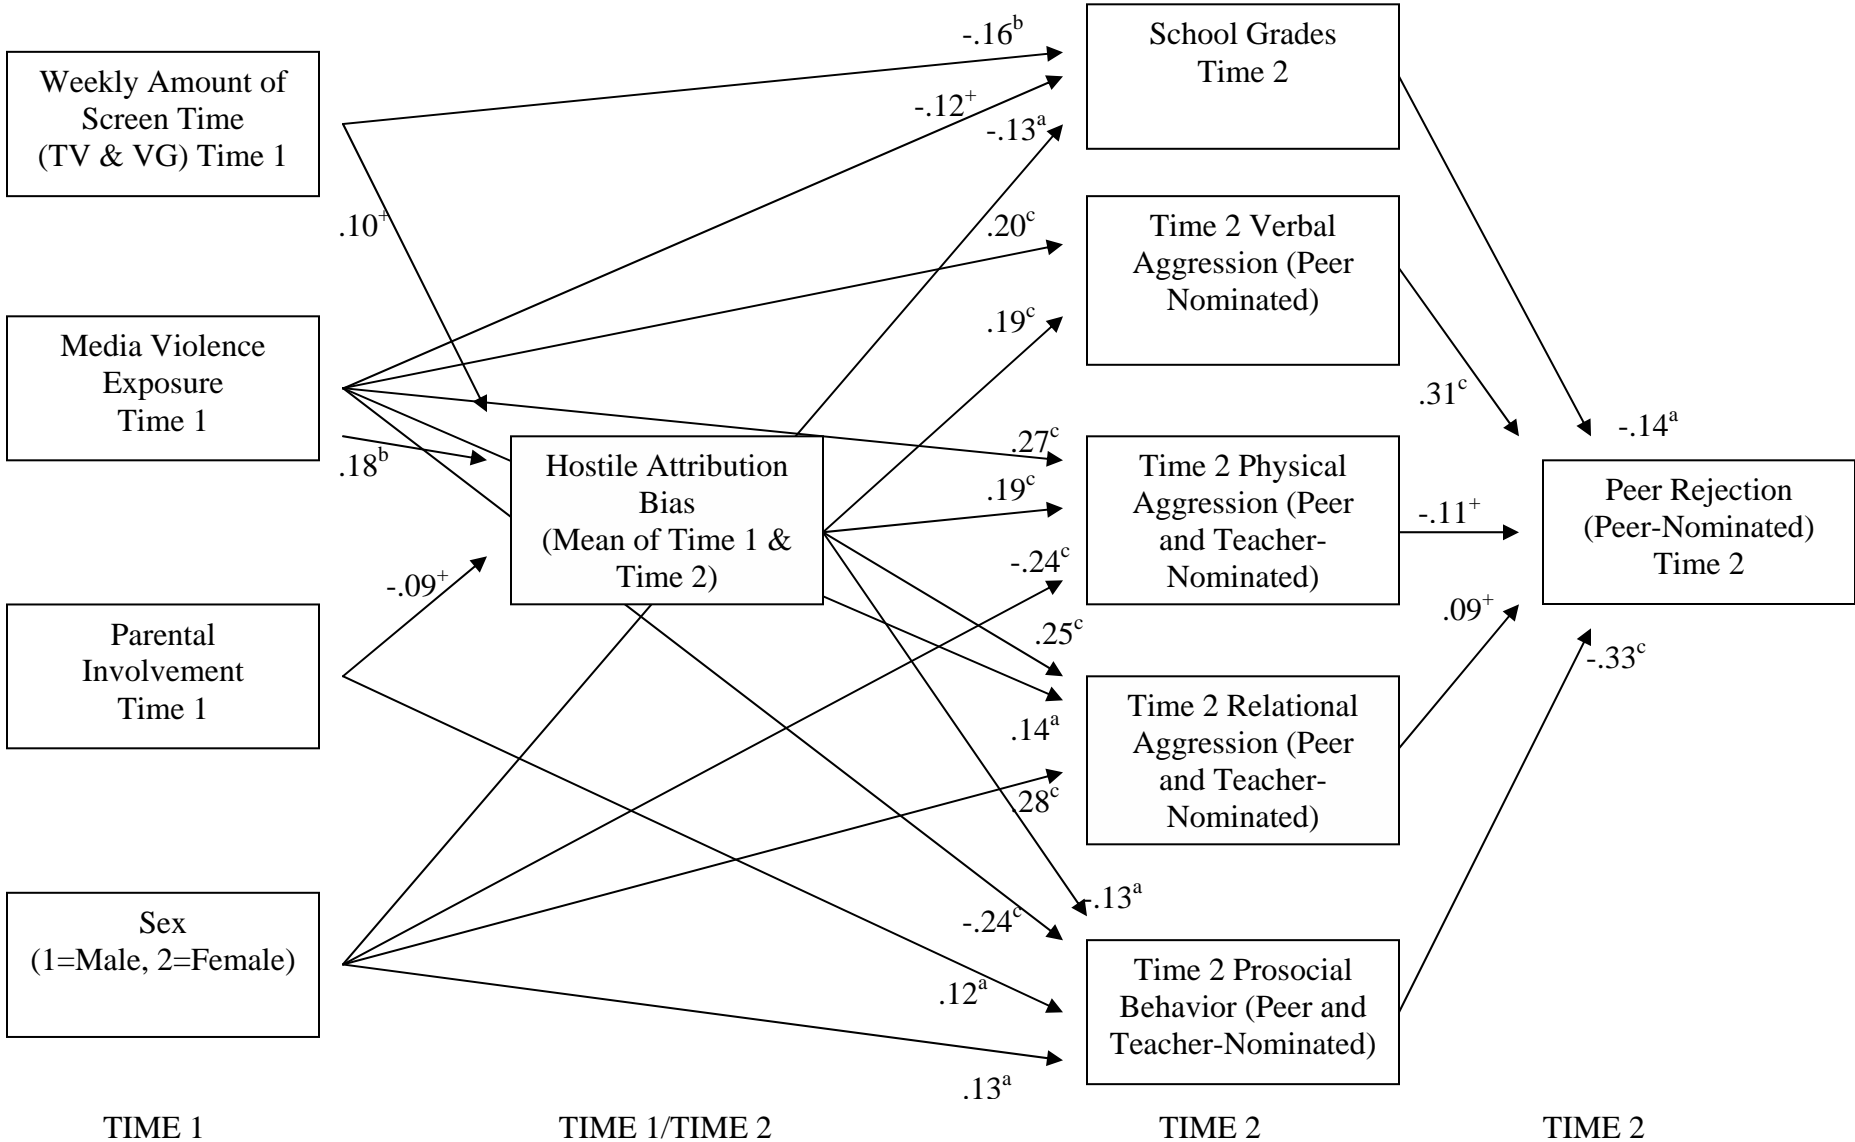 Weekly Amount of
Screen Time
(TV & VG) Time 1
Media Violence
Exposure
Time 1
Parental
Involvement
Time 1
Sex
(1=Male, 2=Female)
.10⁺
.18ᵇ
-.09⁺
Hostile Attribution
Bias
(Mean of Time 1 &
Time 2)
-.16ᵇ
-.12⁺
-.13ᵃ
.20ᶜ
.19ᶜ
.27ᶜ
.19ᶜ
-.24ᶜ
.25ᶜ
.14ᵃ
.28ᶜ
-.13ᵃ
-.24ᶜ
.12ᵃ
.13ᵃ
School Grades
Time 2
Time 2 Verbal
Aggression (Peer
Nominated)
Time 2 Physical
Aggression (Peer
and Teacher-
Nominated)
Time 2 Relational
Aggression (Peer
and Teacher-
Nominated)
Time 2 Prosocial
Behavior (Peer and
Teacher-Nominated)
.31ᶜ
-.14ᵃ
-.11⁺
.09⁺
-.33ᶜ
Peer Rejection
(Peer-Nominated)
Time 2
TIME 1
TIME 1/TIME 2
TIME 2
TIME 2